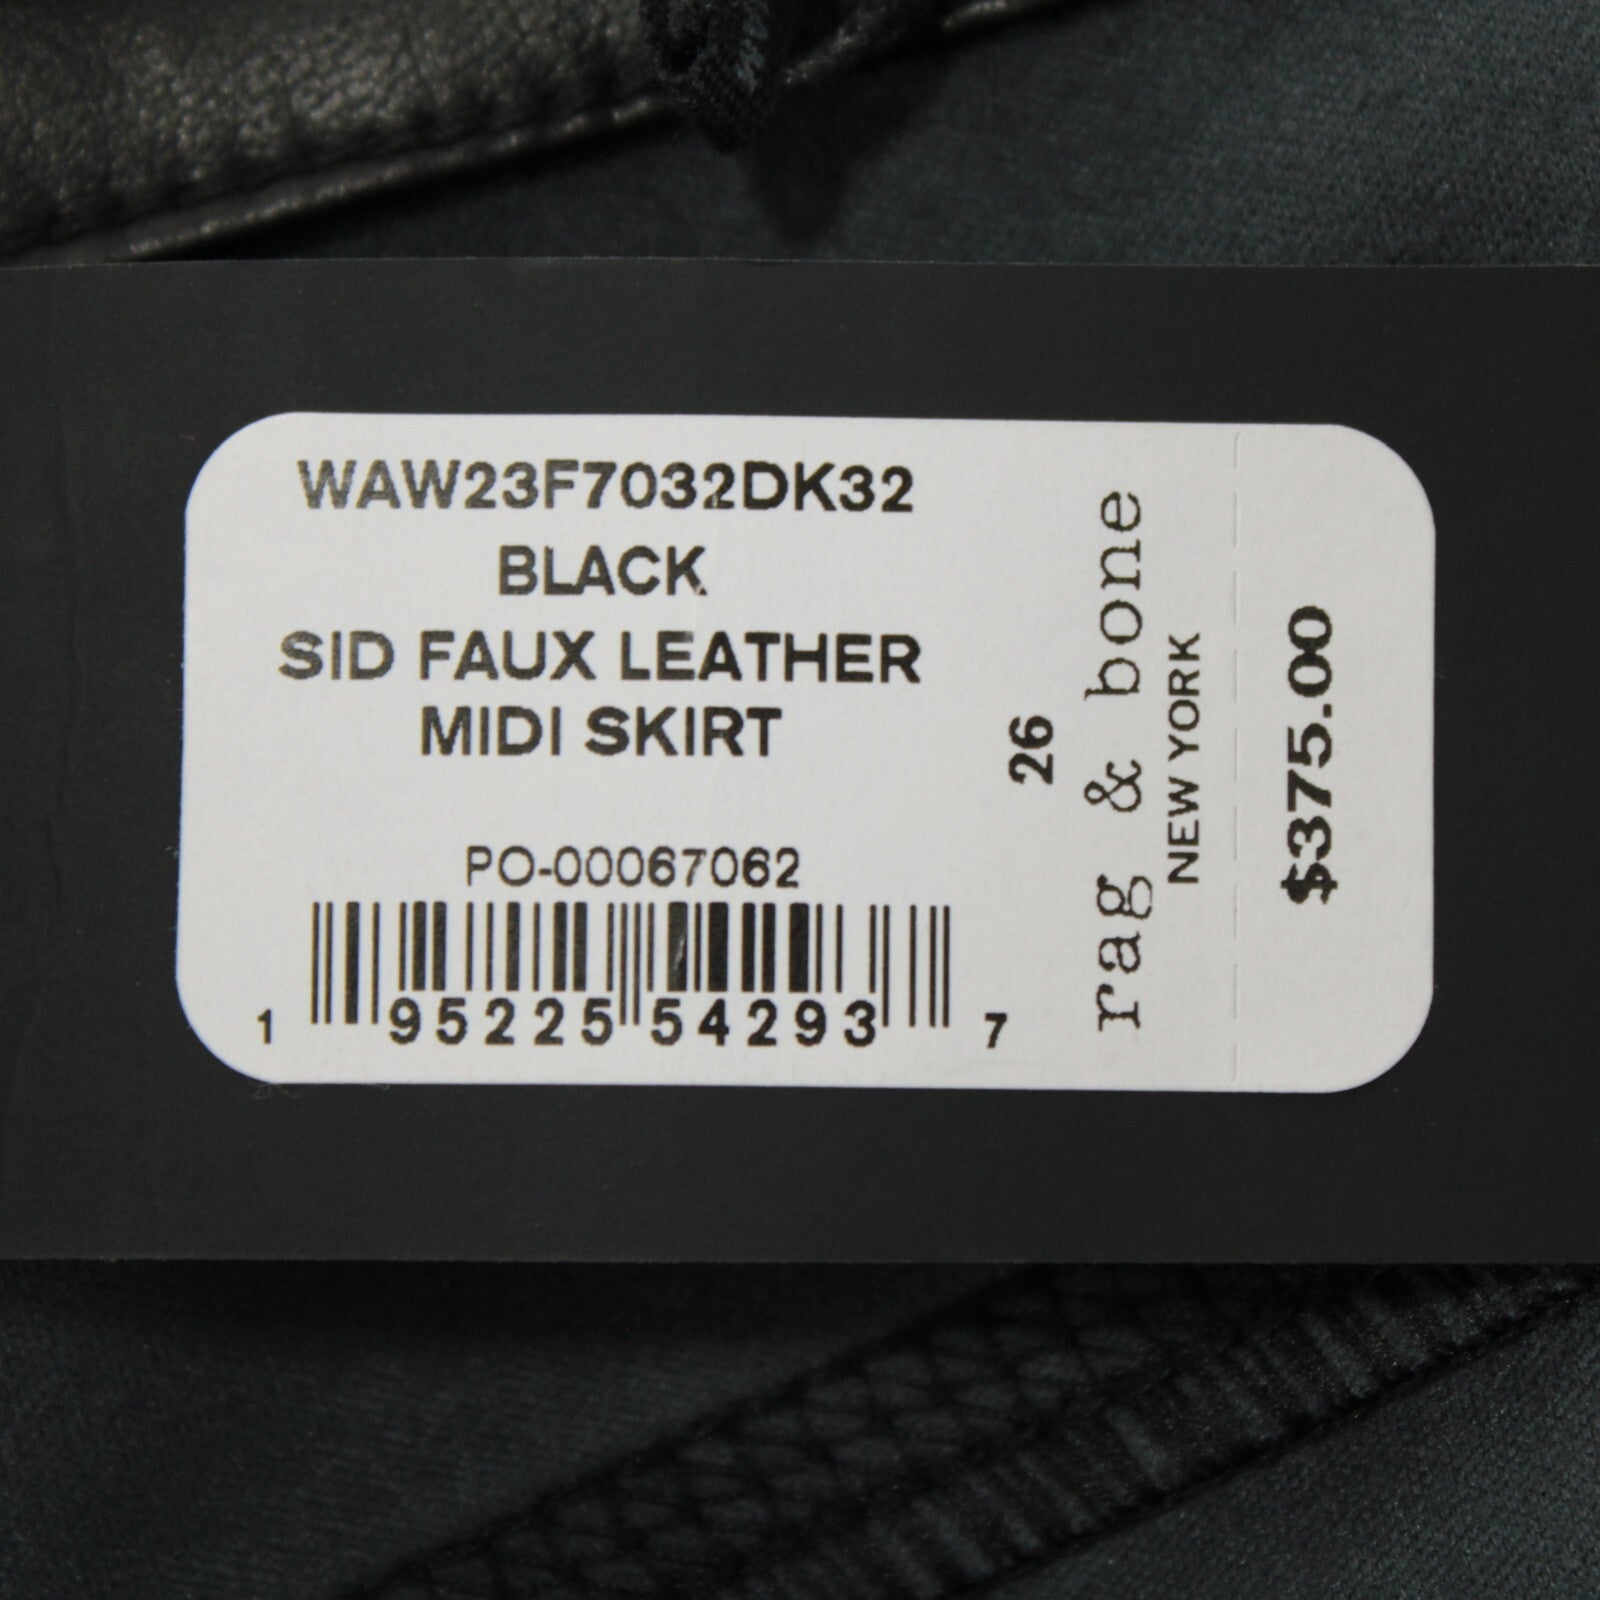 WAW23F7032DK32
BLACK
SID FAUX LEATHER
MIDI SKIRT
PO-00067062
1 95225 54293 7
26
rag & bone
NEW YORK
$375.00